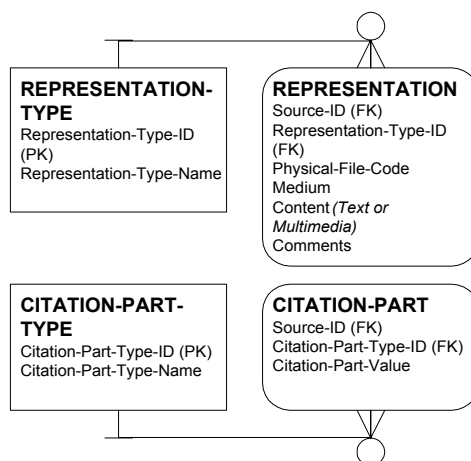 REPRESENTATION-
TYPE
Representation-Type-ID
(PK)
Representation-Type-Name
REPRESENTATION
Source-ID (FK)
Representation-Type-ID
(FK)
Physical-File-Code
Medium
Content (Text or
Multimedia)
Comments
CITATION-PART-
TYPE
Citation-Part-Type-ID (PK)
Citation-Part-Type-Name
CITATION-PART
Source-ID (FK)
Citation-Part-Type-ID (FK)
Citation-Part-Value